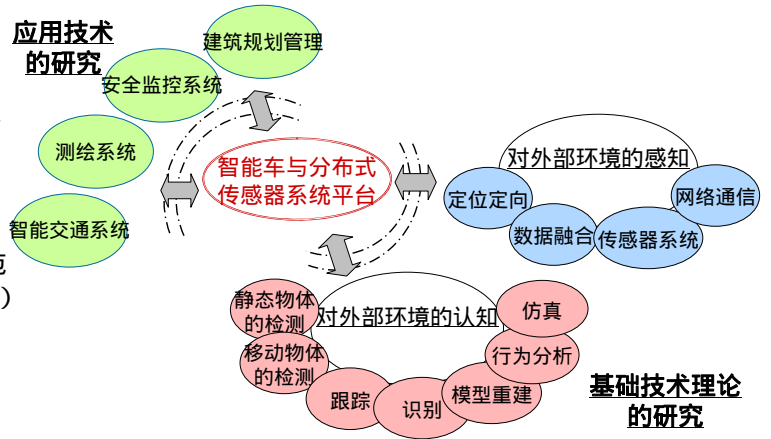 应用技术
的研究
建筑规划管理
安全监控系统
测绘系统
智能交通系统
智能车与分布式
传感器系统平台
对外部环境的感知
定位定向
数据融合
传感器系统
网络通信
）
对外部环境的认知
静态物体
的检测
移动物体
的检测
跟踪
识别
模型重建
行为分析
仿真
基础技术理论
的研究